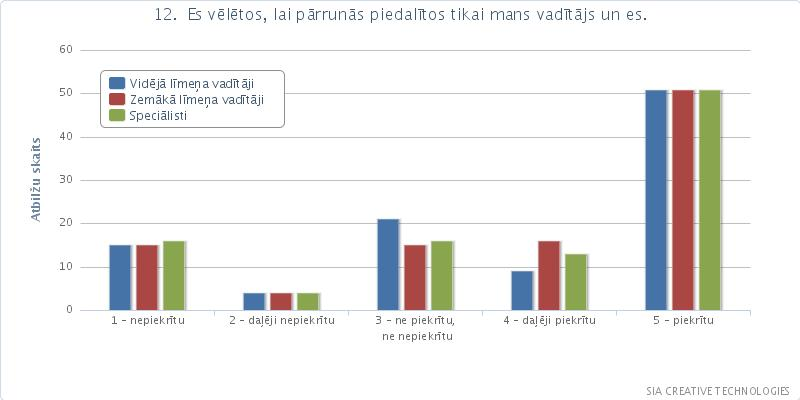 12. Es vēlētos, lai pārrunās piedalītos tikai mans vadītājs un es.
60
50
40
30
20
10
0
Atbilžu skaits
Vidējā līmeņa vadītāji
Zemākā līmeņa vadītāji
Speciālisti
1 - nepiekrītu
2 - daļēji nepiekrītu
3 - ne piekrītu,
ne nepiekrītu
4 - daļēji piekrītu
5 - piekrītu
SIA CREATIVE TECHNOLOGIES